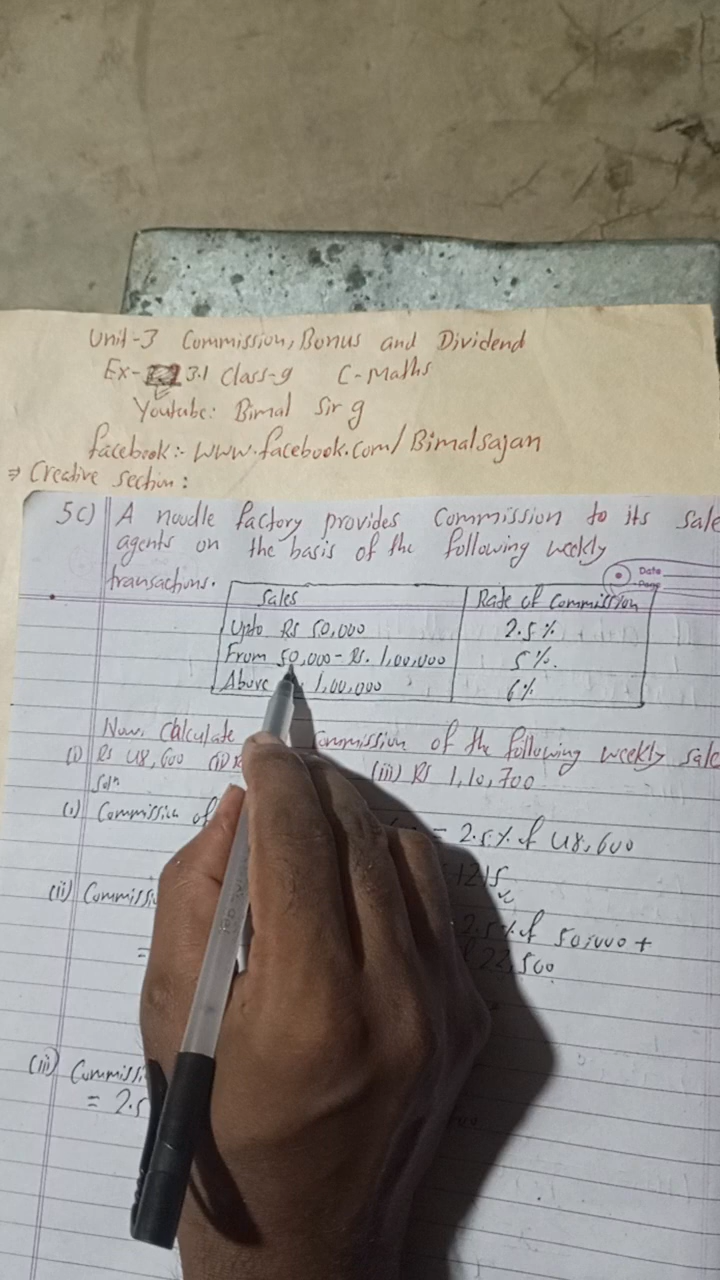 Unit-3 Commission, Bonus and Dividend
Ex- 3.1 Class-9 C-Maths
Youtube: Bimal Sir g
facebook:- www.facebook.com/Bimalsajan
⇒ Creative section:
5c) A noodle factory provides Commission to its sale
agents on the basis of the following weekly
transactions.
Date
Page
Sales Rate of Commission
Upto Rs 50,000 2.5%
From 50,000 - Rs. 1,00,000 5%.
Above 1,00,000 6%
Now, Calculate Commission of the following weekly sale
(i) Rs 48,600 (ii) (iii) Rs 1,10,700
Soln
(i) Commission of = 2.5% of 48,600
1215
(ii) 2.5% of 50,000 +
= 22,500
(iii)
= 2.5